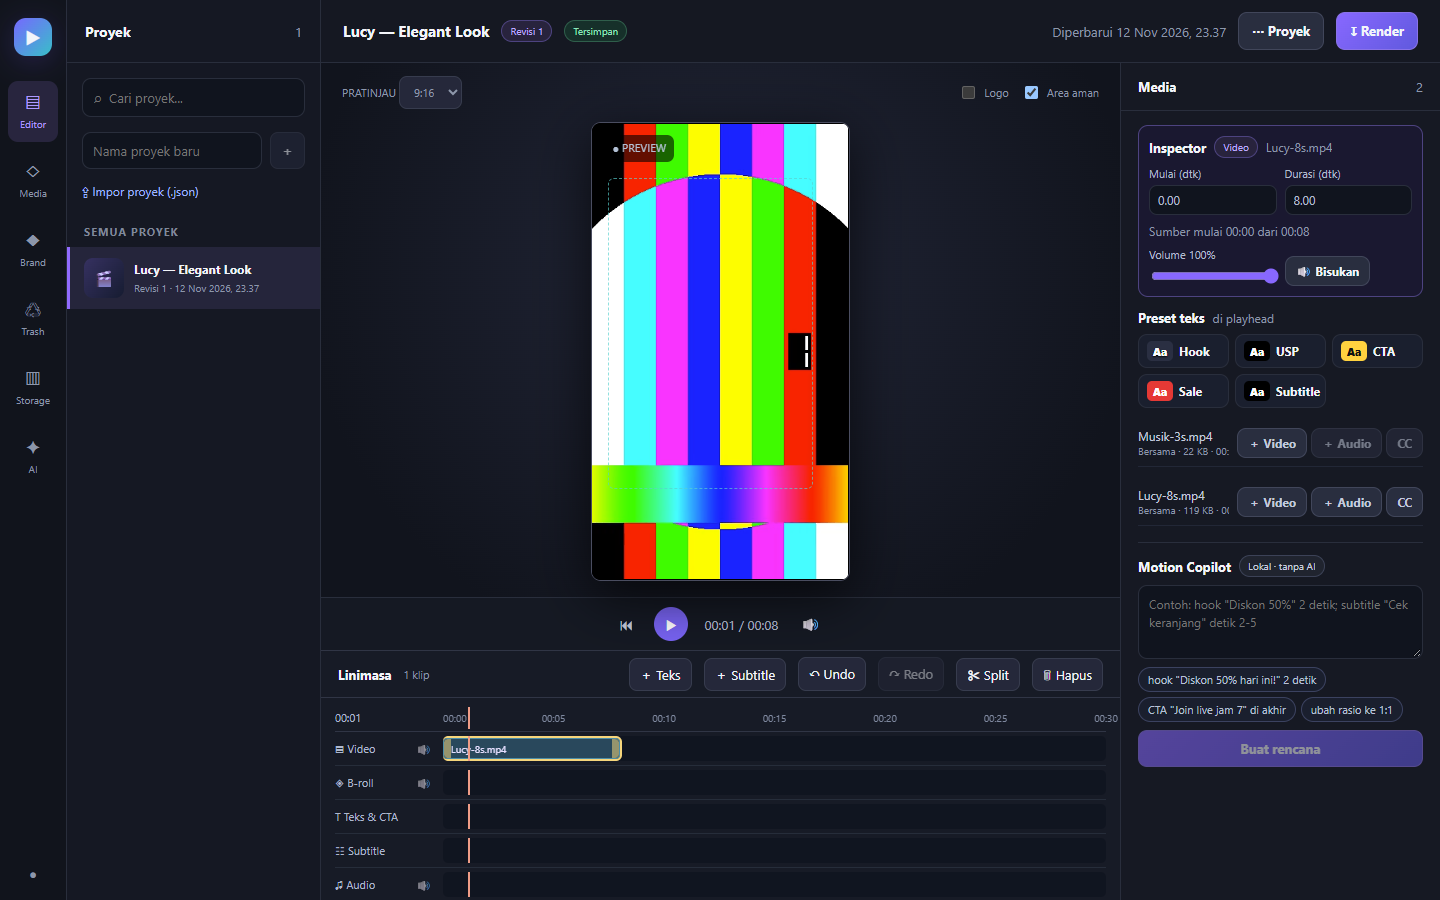 Editor
Media
Brand
Trash
Storage
AI
Proyek
1
Cari proyek...
Nama proyek baru
+
Impor proyek (.json)
SEMUA PROYEK
Lucy — Elegant Look
Revisi 1 · 12 Nov 2026, 23.37
Lucy — Elegant Look
Revisi 1
Tersimpan
Diperbarui 12 Nov 2026, 23.37
··· Proyek
Render
PRATINJAU
9:16
Logo
Area aman
● PREVIEW
00:01 / 00:08
Linimasa
1 klip
+ Teks
+ Subtitle
Undo
Redo
Split
Hapus
00:01
00:00
00:05
00:10
00:15
00:20
00:25
00:30
Video
Lucy-8s.mp4
B-roll
T Teks & CTA
Subtitle
Audio
Media
2
Inspector
Video
Lucy-8s.mp4
Mulai (dtk)
Durasi (dtk)
0.00
8.00
Sumber mulai 00:00 dari 00:08
Volume 100%
Bisukan
Preset teks
di playhead
Aa Hook
Aa USP
Aa CTA
Aa Sale
Aa Subtitle
Musik-3s.mp4
Bersama · 22 KB · 00:
+ Video
+ Audio
CC
Lucy-8s.mp4
Bersama · 119 KB · 0
+ Video
+ Audio
CC
Motion Copilot
Lokal · tanpa AI
Contoh: hook "Diskon 50%" 2 detik; subtitle "Cek
keranjang" detik 2-5
hook "Diskon 50% hari ini!" 2 detik
CTA "Join live jam 7" di akhir
ubah rasio ke 1:1
Buat rencana